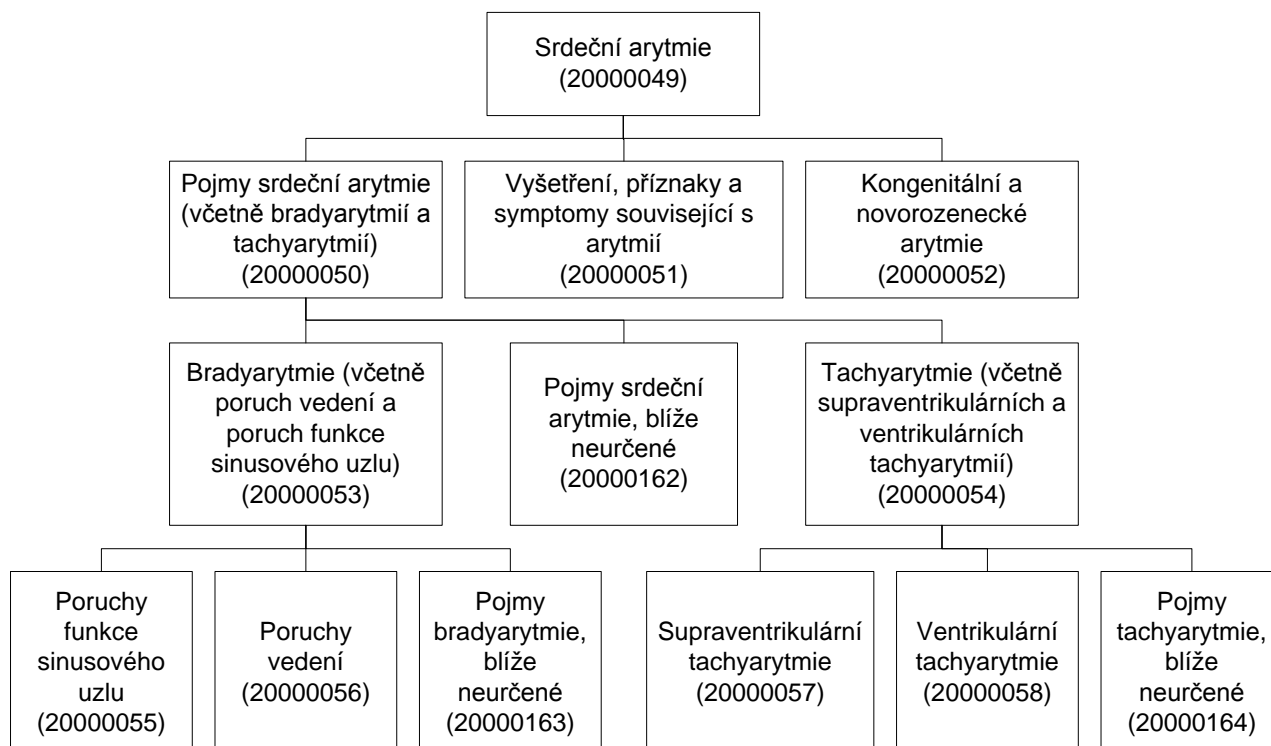 Srdeční arytmie
(20000049)
Pojmy srdeční arytmie
(včetně bradyarytmií a
tachyarytmií)
(20000050)
Vyšetření, příznaky a
symptomy související s
arytmií
(20000051)
Kongenitální a
novorozenecké
arytmie
(20000052)
Bradyarytmie (včetně
poruch vedení a
poruch funkce
sinusového uzlu)
(20000053)
Pojmy srdeční
arytmie, blíže
neurčené
(20000162)
Tachyarytmie (včetně
supraventrikulárních a
ventrikulárních
tachyarytmií)
(20000054)
Poruchy
funkce
sinusového
uzlu
(20000055)
Poruchy
vedení
(20000056)
Pojmy
bradyarytmie,
blíže
neurčené
(20000163)
Supraventrikulární
tachyarytmie
(20000057)
Ventrikulární
tachyarytmie
(20000058)
Pojmy
tachyarytmie,
blíže
neurčené
(20000164)